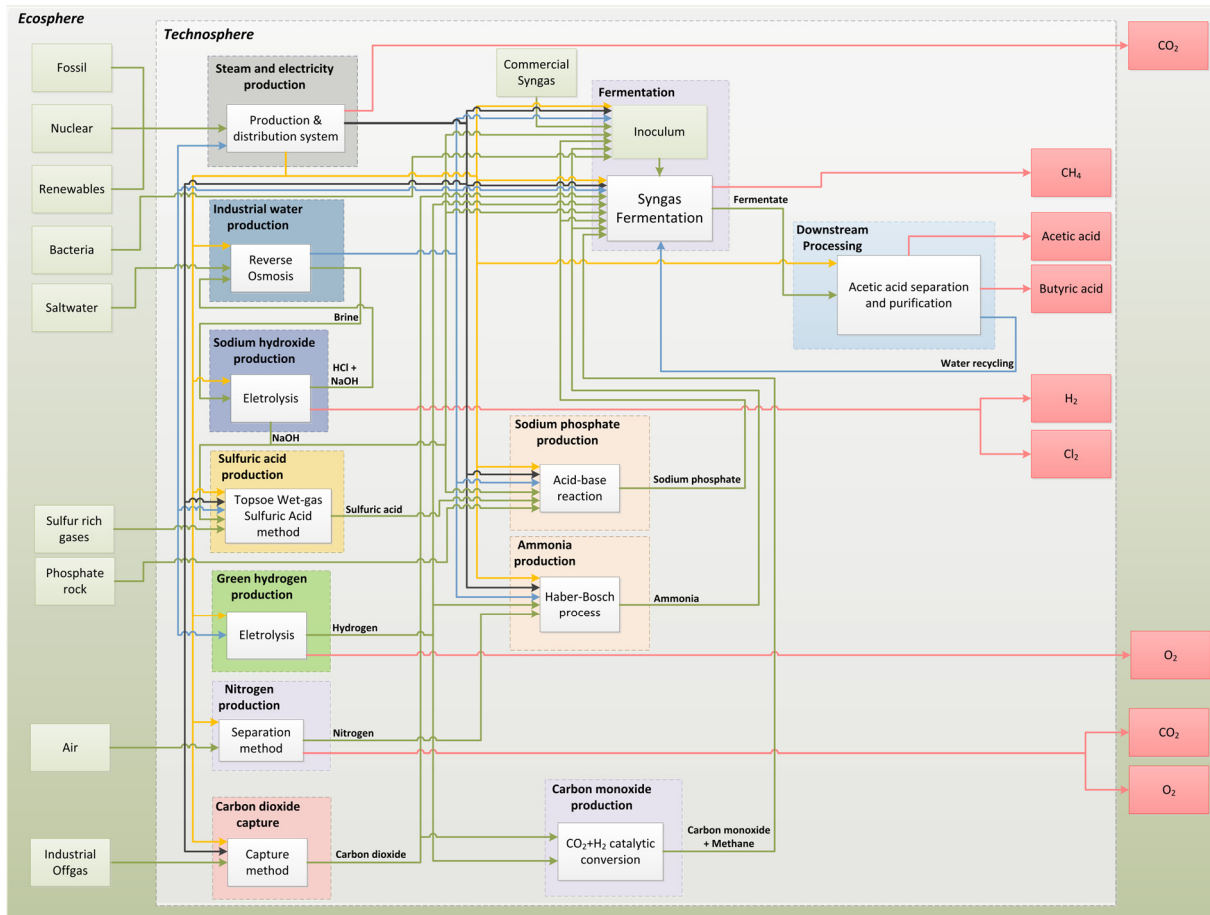 Ecosphere
Technosphere
Fossil
Nuclear
Renewables
Bacteria
Saltwater
Sulfur rich
gases
Phosphate
rock
Air
Industrial
Offgas
Steam and electricity
production
Production &
distribution system
Industrial water
production
Reverse
Osmosis
Brine
Sodium hydroxide
production
HCl +
NaOH
Eletrolysis
NaOH
Sulfuric acid
production
Topsoe Wet-gas
Sulfuric Acid
method
Sulfuric acid
Green hydrogen
production
Eletrolysis
Hydrogen
Nitrogen
production
Separation
method
Nitrogen
Carbon dioxide
capture
Capture
method
Carbon dioxide
Commercial
Syngas
Fermentation
Inoculum
Syngas
Fermentation
Fermentate
Downstream
Processing
Acetic acid separation
and purification
Water recycling
Sodium phosphate
production
Acid-base
reaction
Sodium phosphate
Ammonia
production
Haber-Bosch
process
Ammonia
Carbon monoxide
production
CO₂+H₂ catalytic
conversion
Carbon monoxide
+ Methane
CO₂
CH₄
Acetic acid
Butyric acid
H₂
Cl₂
O₂
CO₂
O₂